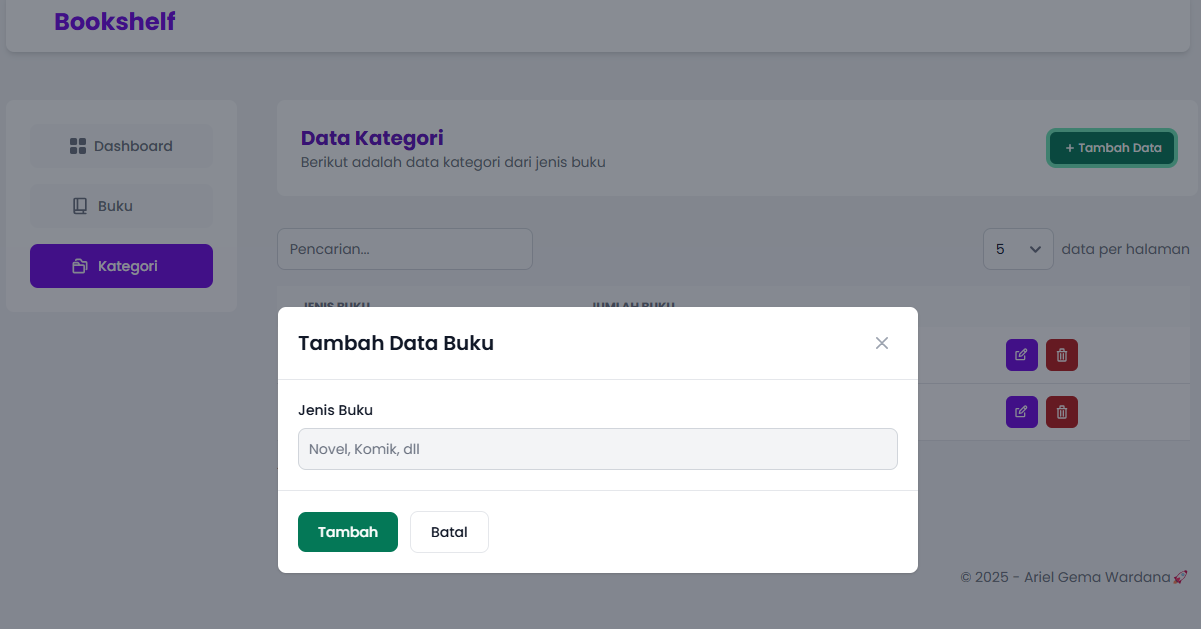 Bookshelf
Dashboard
Buku
Kategori
Data Kategori
Berikut adalah data kategori dari jenis buku
+ Tambah Data
Pencarian...
5
data per halaman
JENIS BUKU
JUMLAH BUKU
Tambah Data Buku
Jenis Buku
Novel, Komik, dll
Tambah
Batal
© 2025 - Ariel Gema Wardana🚀